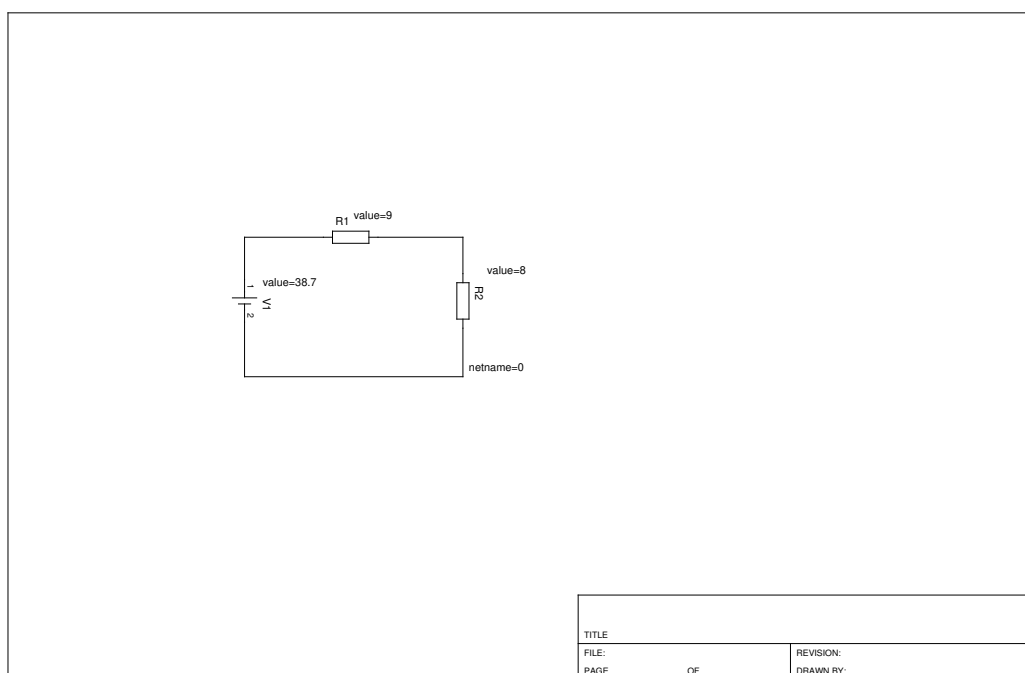 R1 value=9
value=8
1 value=38.7
R2
V1
2
netname=0
TITLE
FILE: REVISION:
PAGE OF DRAWN BY: